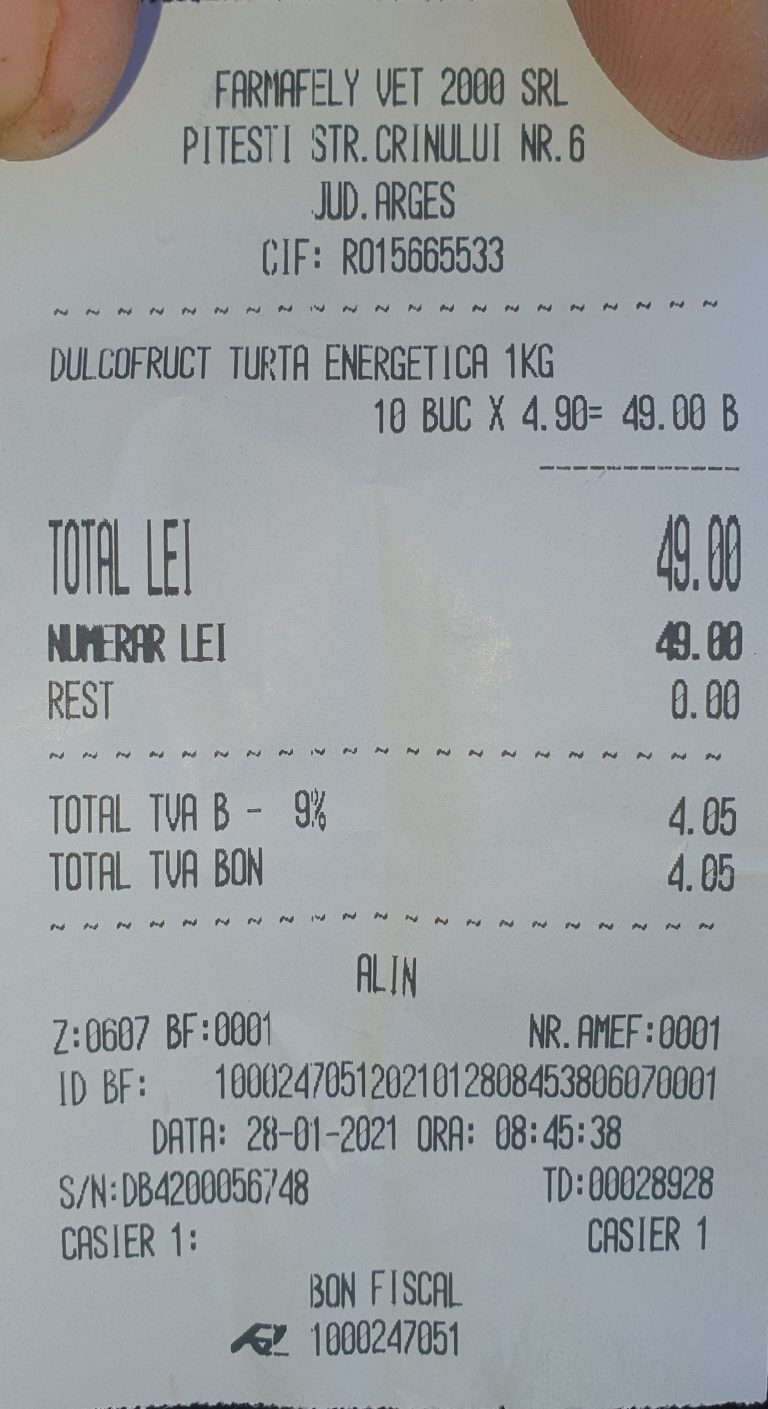 FARMAFELY VET 2000 SRL
PITESTI STR.CRINULUI NR.6
JUD.ARGES
CIF: RO15665533
~ ~ ~ ~ ~ ~ ~ ~ ~ ~ ~ ~ ~ ~ ~ ~ ~ ~ ~ ~ ~
DULCOFRUCT TURTA ENERGETICA 1KG
10 BUC X 4.90= 49.00 B
------------
TOTAL LEI 49.00
NUMERAR LEI 49.00
REST 0.00
~ ~ ~ ~ ~ ~ ~ ~ ~ ~ ~ ~ ~ ~ ~ ~ ~ ~ ~ ~ ~
TOTAL TVA B - 9% 4.05
TOTAL TVA BON 4.05
~ ~ ~ ~ ~ ~ ~ ~ ~ ~ ~ ~ ~ ~ ~ ~ ~ ~ ~ ~ ~
ALIN
Z:0607 BF:0001 NR.AMEF:0001
ID BF: 10002470512021012808453806070001
DATA: 28-01-2021 ORA: 08:45:38
S/N:DB4200056748 TD:00028928
CASIER 1: CASIER 1
BON FISCAL
1000247051